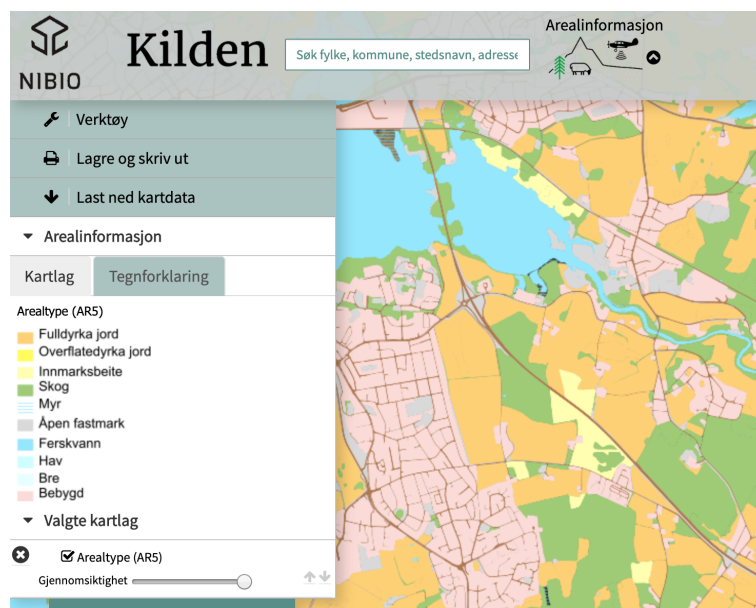 Arealinformasjon
Kilden
Søk fylke, kommune, stedsnavn, adresse
NIBIO
Verktøy
Lagre og skriv ut
Last ned kartdata
Arealinformasjon
Kartlag
Tegnforklaring
Arealtype (AR5)
Fulldyrka jord
Overflatedyrka jord
Innmarksbeite
Skog
Myr
Åpen fastmark
Ferskvann
Hav
Bre
Bebygd
Valgte kartlag
Arealtype (AR5)
Gjennomsiktighet